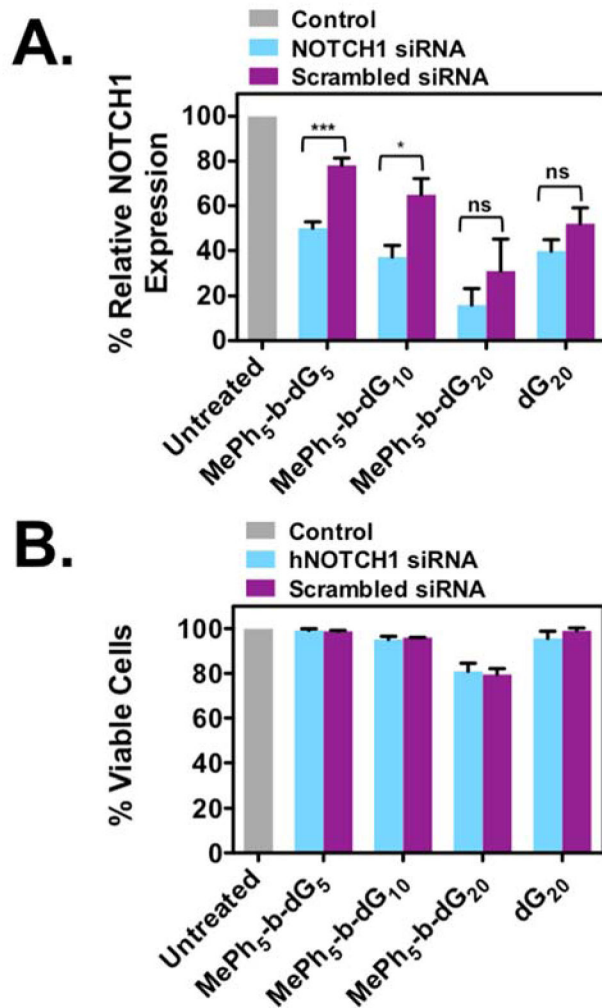 A.
Control
NOTCH1 siRNA
Scrambled siRNA
% Relative NOTCH1
Expression
100
80
60
40
20
0
***
*
ns
ns
Untreated
MePh₅-b-dG₅
MePh₅-b-dG₁₀
MePh₅-b-dG₂₀
dG₂₀
B.
Control
hNOTCH1 siRNA
Scrambled siRNA
% Viable Cells
100
80
60
40
20
0
Untreated
MePh₅-b-dG₅
MePh₅-b-dG₁₀
MePh₅-b-dG₂₀
dG₂₀